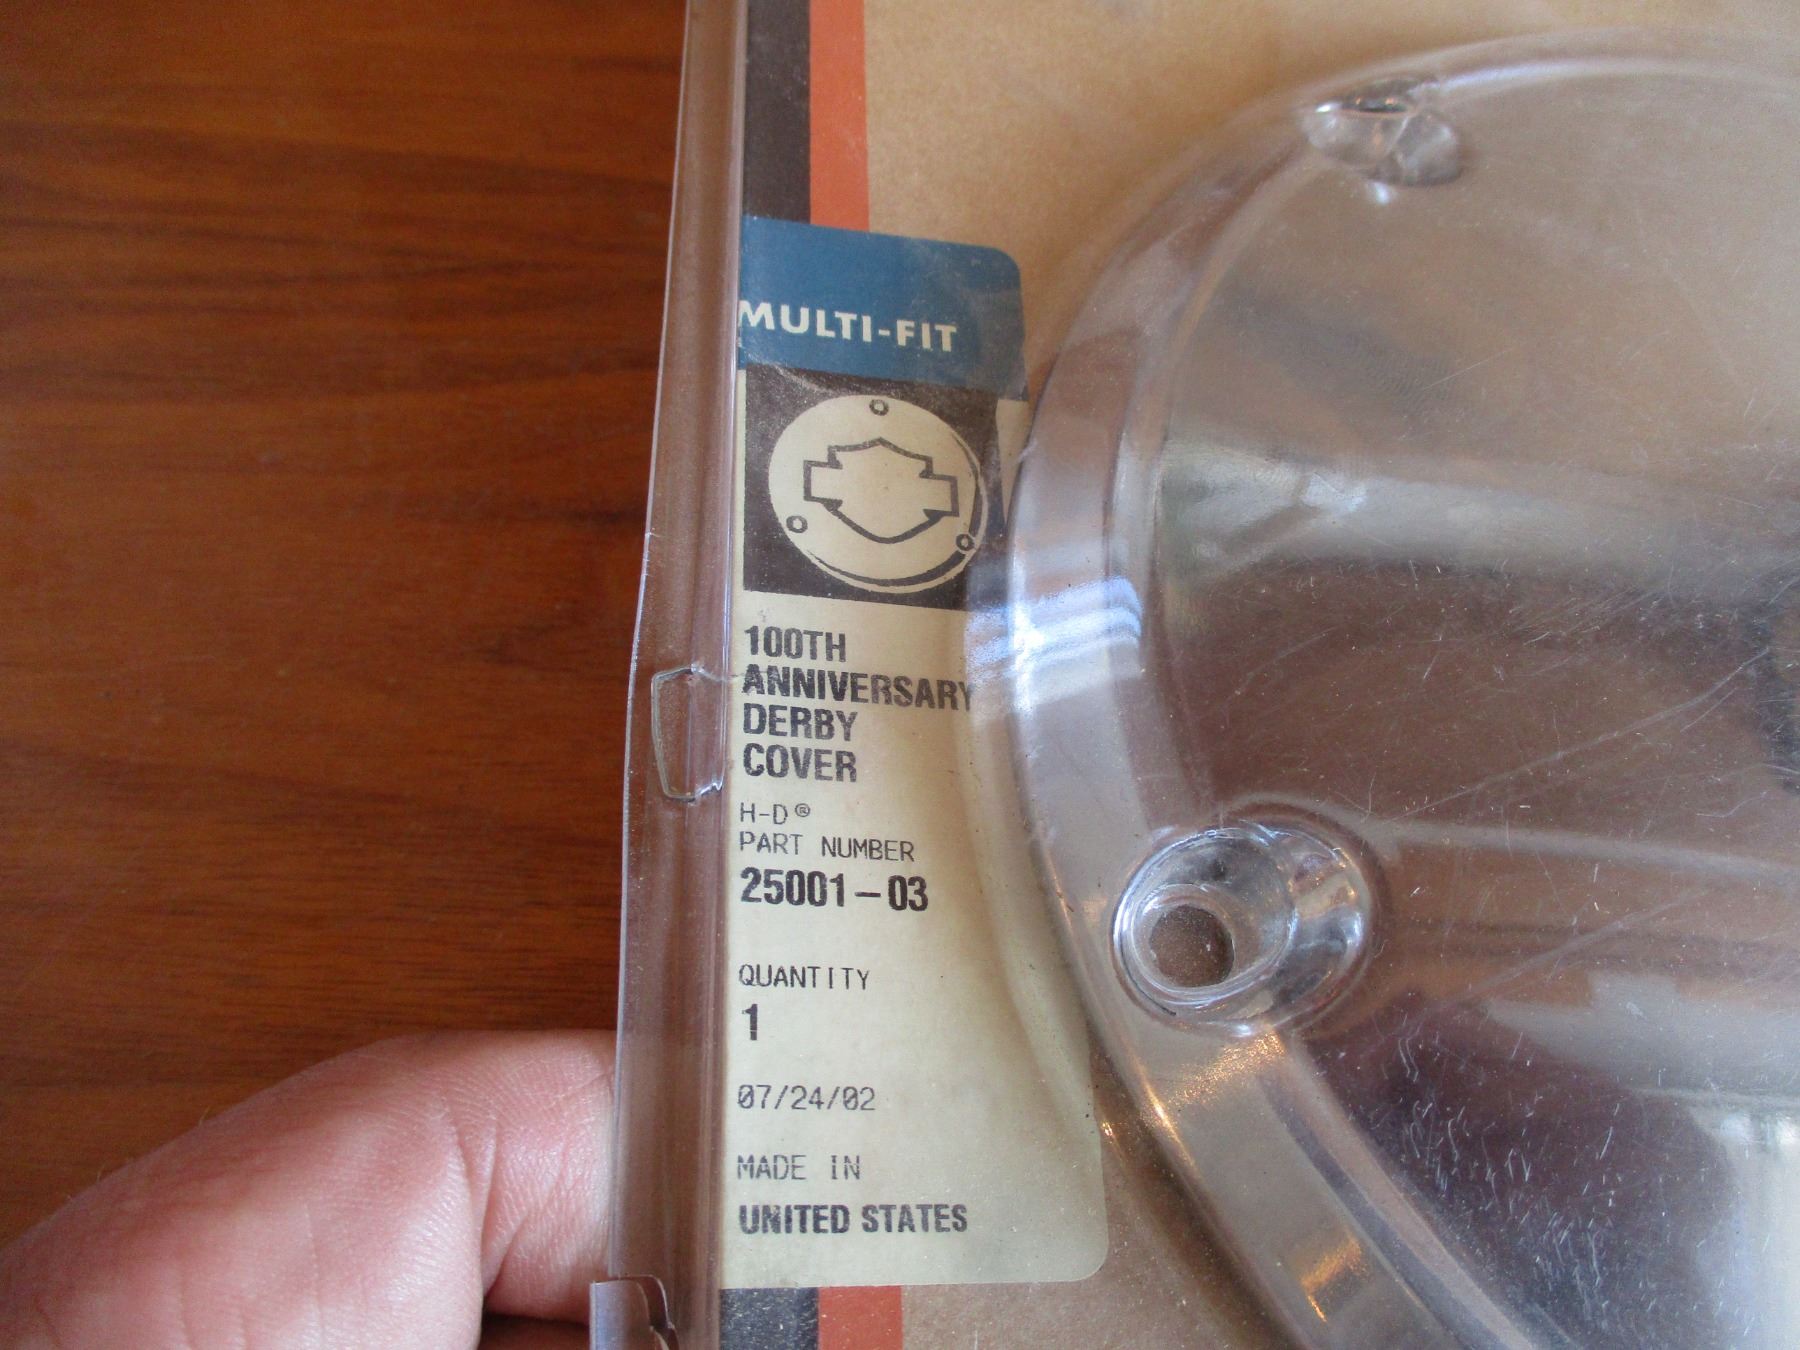 MULTI-FIT
100TH
ANNIVERSARY
DERBY
COVER
H-D®
PART NUMBER
25001-03
QUANTITY
1
07/24/02
MADE IN
UNITED STATES